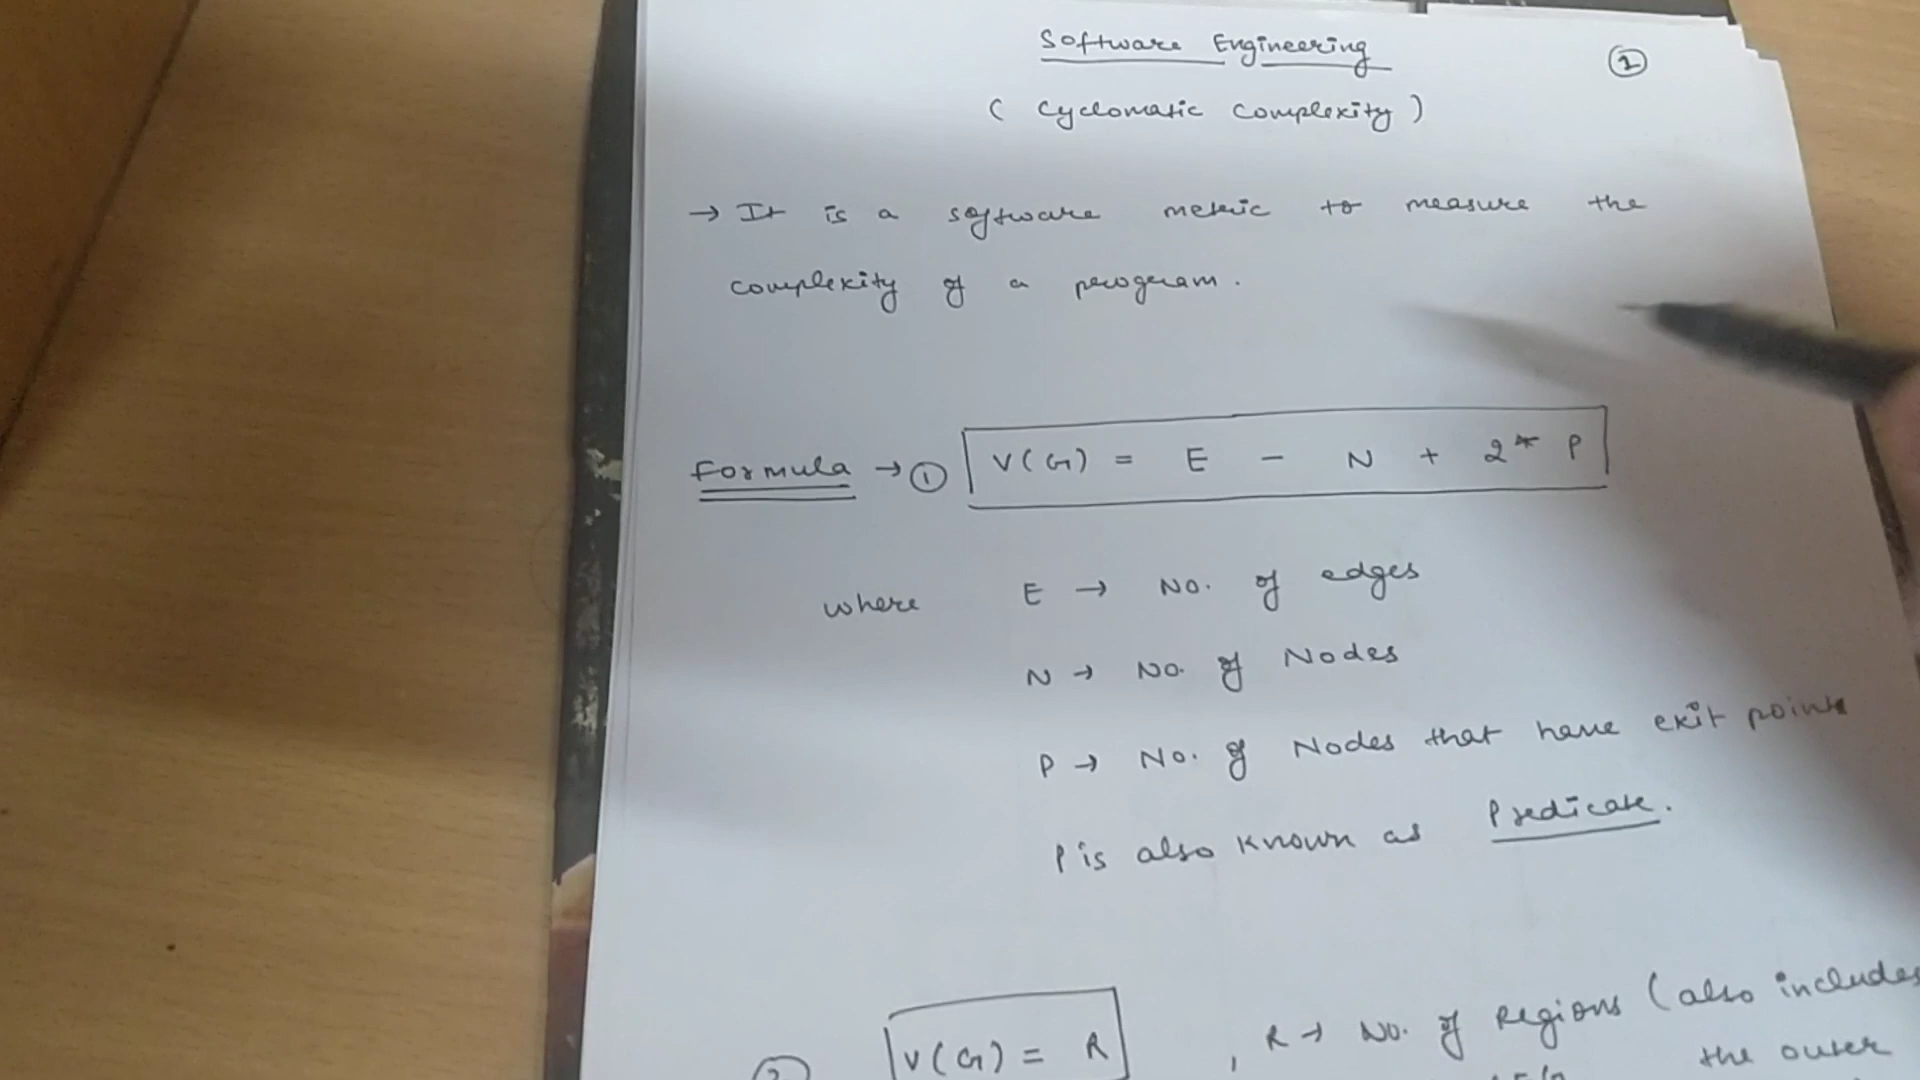 Software Engineering
①
( Cyclomatic Complexity )
→ It is a software metric to measure the
complexity of a program.
Formula → ① V(G) = E - N + 2 * P
where E → No. of edges
N → No. of Nodes
P → No. of Nodes that have exit points
P is also known as Predicate.
② V(G) = R , R → No. of Regions (also includes
the outer